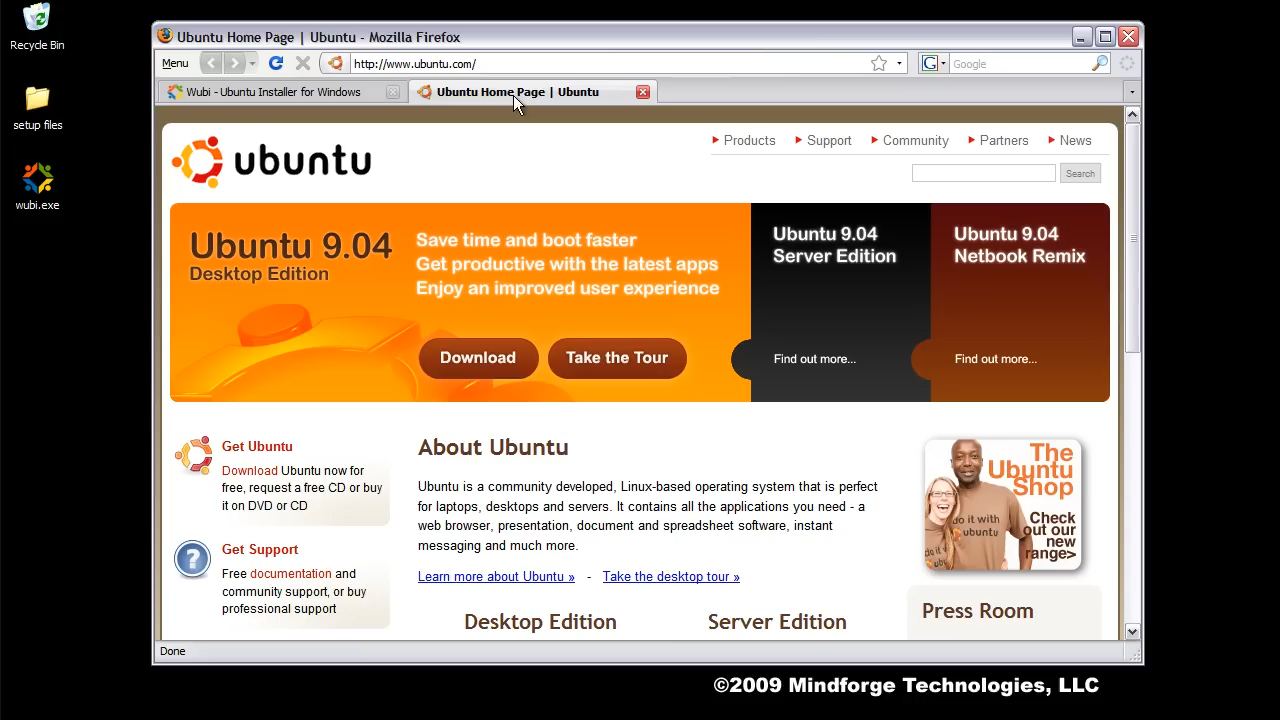 Recycle Bin
setup files
wubi.exe
Ubuntu Home Page | Ubuntu - Mozilla Firefox
Menu
http://www.ubuntu.com/
G
Google
Wubi - Ubuntu Installer for Windows
Ubuntu Home Page | Ubuntu
ubuntu
Products
Support
Community
Partners
News
Search
Ubuntu 9.04
Desktop Edition
Save time and boot faster
Get productive with the latest apps
Enjoy an improved user experience
Download
Take the Tour
Ubuntu 9.04
Server Edition
Find out more...
Ubuntu 9.04
Netbook Remix
Find out more...
Get Ubuntu
Download Ubuntu now for
free, request a free CD or buy
it on DVD or CD
?
Get Support
Free documentation and
community support, or buy
professional support
About Ubuntu
Ubuntu is a community developed, Linux-based operating system that is perfect
for laptops, desktops and servers. It contains all the applications you need - a
web browser, presentation, document and spreadsheet software, instant
messaging and much more.
Learn more about Ubuntu » - Take the desktop tour »
Desktop Edition
Server Edition
The
Ubuntu
Shop
do it with
ubuntu
Check
out our
new
range>
Press Room
Done
©2009 Mindforge Technologies, LLC